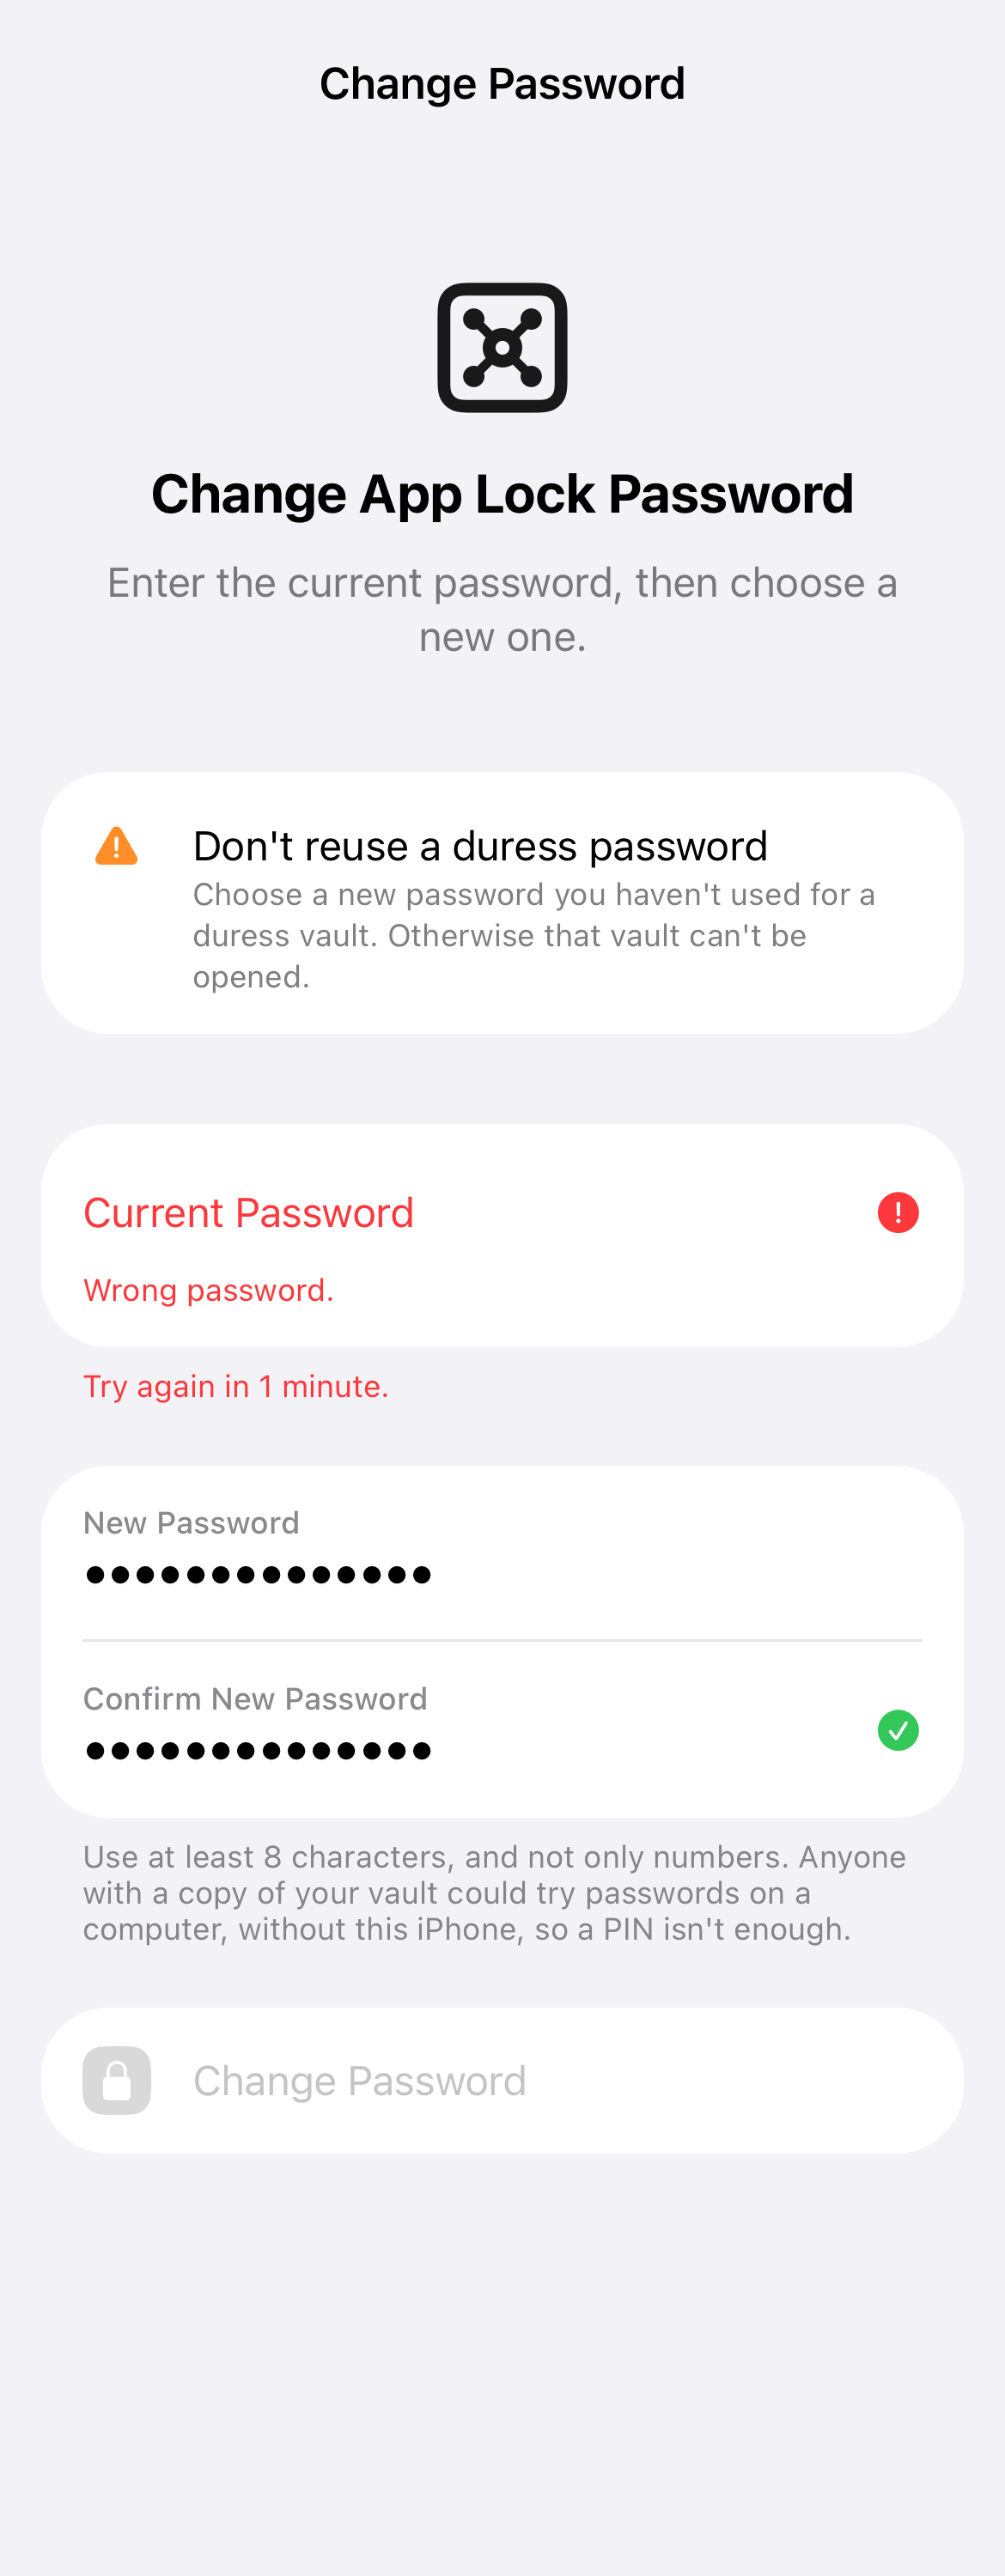 Change Password
Change App Lock Password
Enter the current password, then choose a
new one.
Don't reuse a duress password
Choose a new password you haven't used for a
duress vault. Otherwise that vault can't be
opened.
Current Password
Wrong password.
Try again in 1 minute.
New Password
••••••••••••••
Confirm New Password
••••••••••••••
Use at least 8 characters, and not only numbers. Anyone
with a copy of your vault could try passwords on a
computer, without this iPhone, so a PIN isn't enough.
Change Password